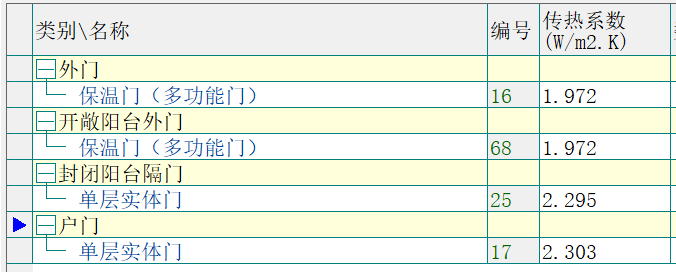 类别\名称 编号 传热系数
(W/m2.K)
外门
保温门（多功能门） 16 1.972
开敞阳台外门
保温门（多功能门） 68 1.972
封闭阳台隔门
单层实体门 25 2.295
户门
单层实体门 17 2.303